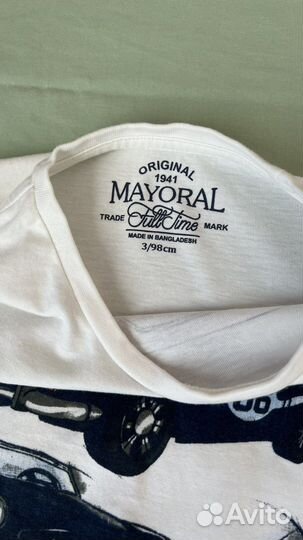 ORIGINAL
1941
MAYORAL
TRADE Full Time MARK
MADE IN BANGLADESH
3/98cm
Avito